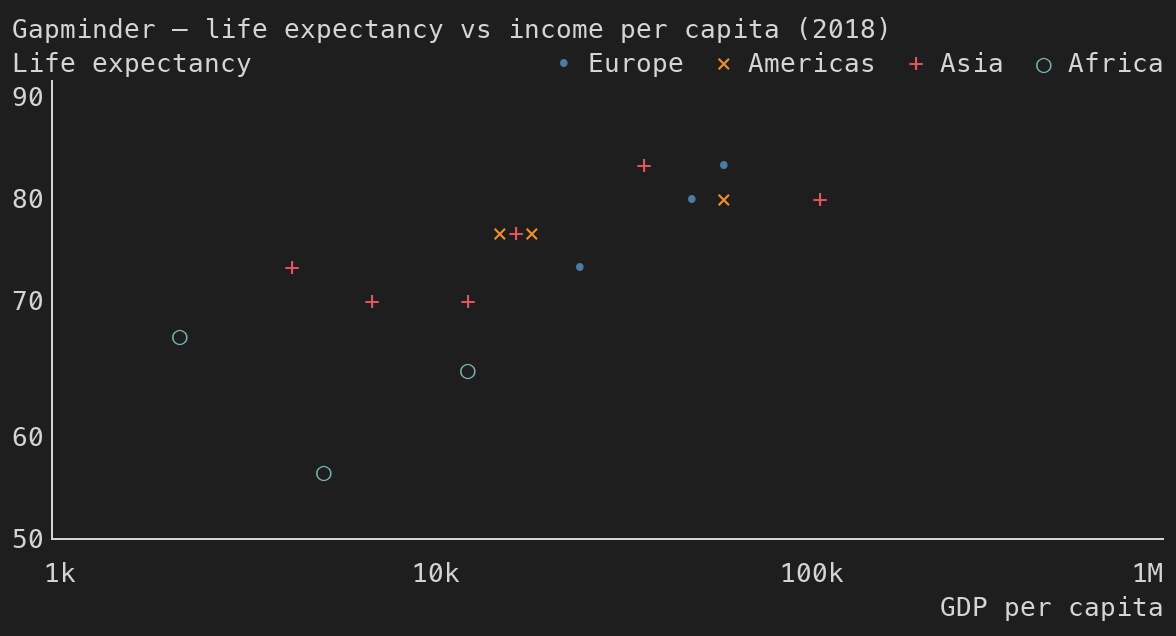 Gapminder — life expectancy vs income per capita (2018)
Life expectancy • Europe × Americas + Asia ○ Africa
90
80
70
60
50
1k 10k 100k 1M
GDP per capita